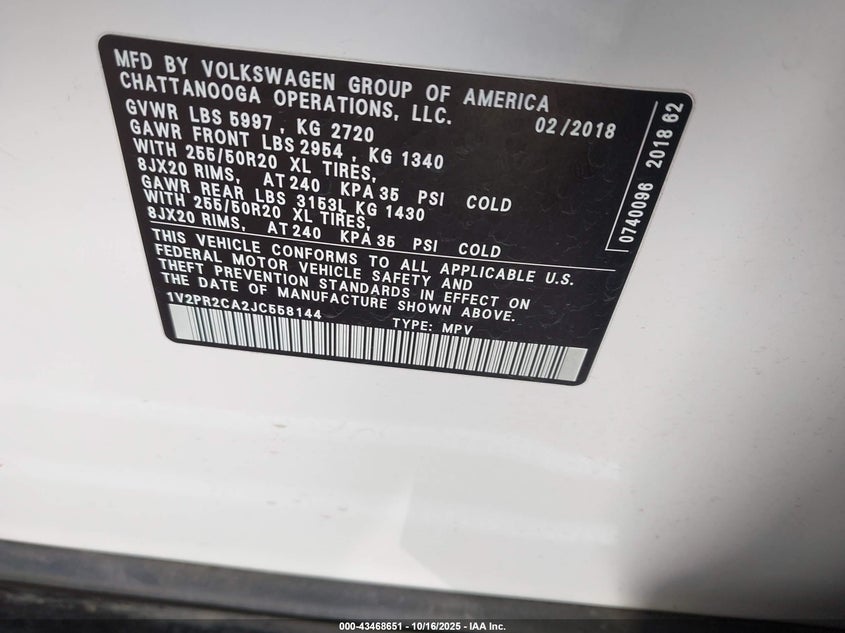 MFD BY VOLKSWAGEN GROUP OF AMERICA
CHATTANOOGA OPERATIONS, LLC.
02/2018
GVWR LBS 5997 , KG 2720
GAWR FRONT LBS 2954 , KG 1340
WITH 255/50R20 XL TIRES,
8JX20 RIMS, AT 240 KPA 35 PSI COLD
GAWR REAR LBS 3153L KG 1430
WITH 255/50R20 XL TIRES,
8JX20 RIMS, AT 240 KPA 35 PSI COLD
THIS VEHICLE CONFORMS TO ALL APPLICABLE U.S.
FEDERAL MOTOR VEHICLE SAFETY AND
THEFT PREVENTION STANDARDS IN EFFECT ON
THE DATE OF MANUFACTURE SHOWN ABOVE.
1V2PR2CA2JC558144
TYPE: MPV
0740096 2018 62
000-43468651 - 10/16/2025 - IAA Inc.